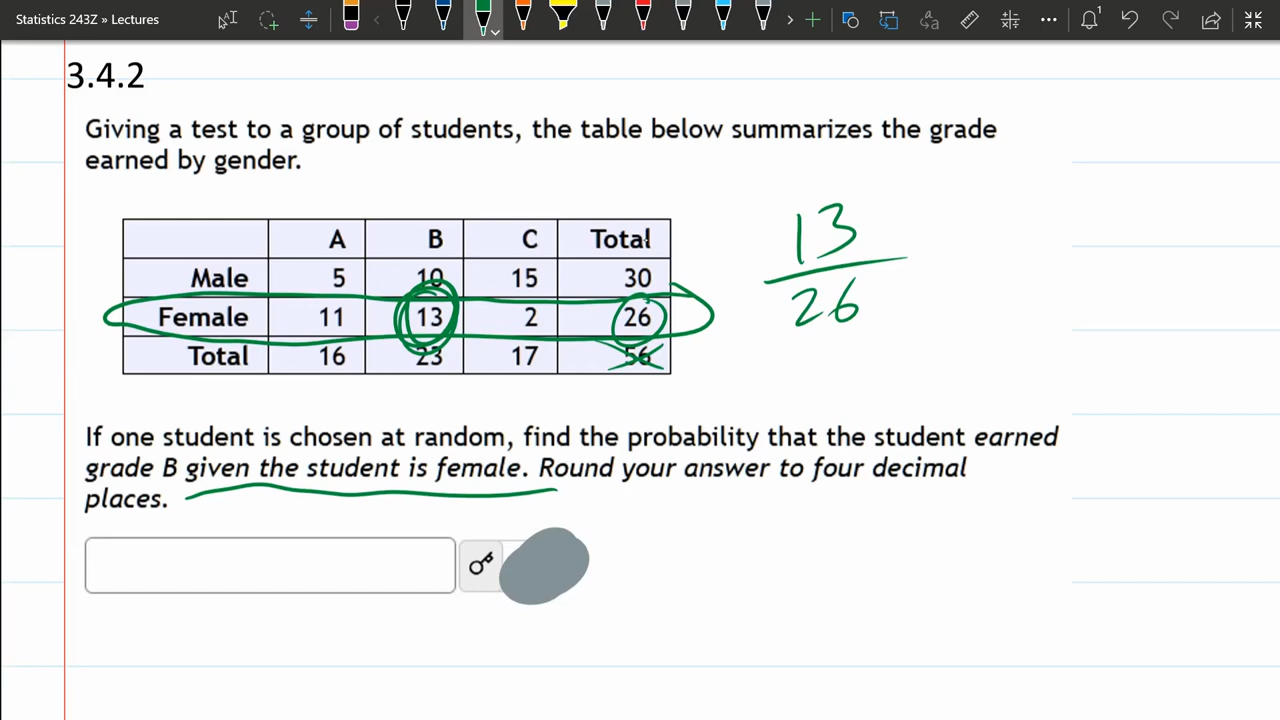 Statistics 243Z » Lectures
3.4.2
Giving a test to a group of students, the table below summarizes the grade
earned by gender.
A B C Total
Male 5 10 15 30
Female 11 13 2 26
Total 16 23 17 56
13
26
If one student is chosen at random, find the probability that the student earned
grade B given the student is female. Round your answer to four decimal
places.